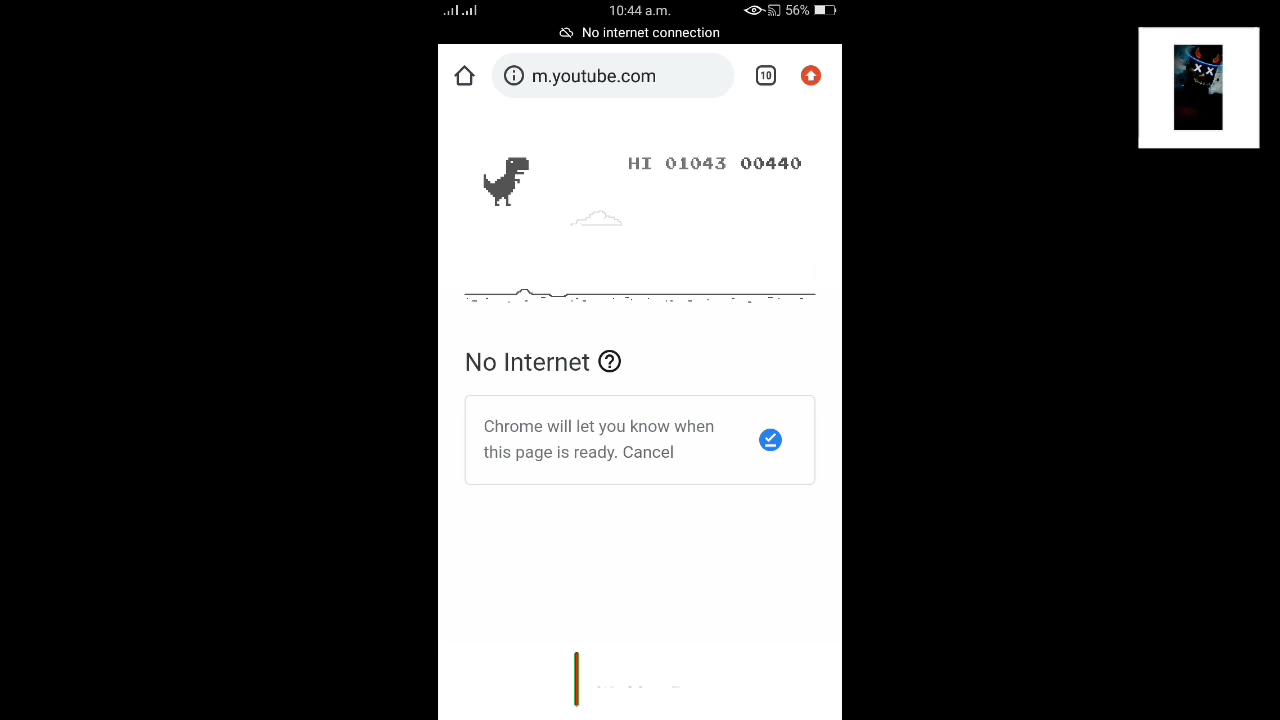 10:44 a.m.
56%
No internet connection
m.youtube.com
10
HI 01043 00440
No Internet
Chrome will let you know when
this page is ready. Cancel